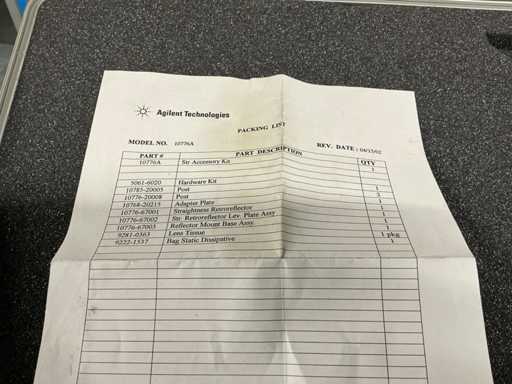 Agilent Technologies
PACKING LIST
MODEL NO. 10776A REV. DATE : 04/15/02
PART # PART DESCRIPTION QTY
10776A Str Accessory Kit 1
5061-6020 Hardware Kit 1
10785-20005 Post 1
10776-20008 Post 1
10768-20215 Adapter Plate 1
10776-67001 Straightness Retroreflector 1
10776-67002 Str. Retroreflector Lev. Plate Assy 1
10776-67003 Reflector Mount Base Assy 1
9281-0363 Lens Tissue 1 pkg
9222-1537 Bag Static Dissipative 1